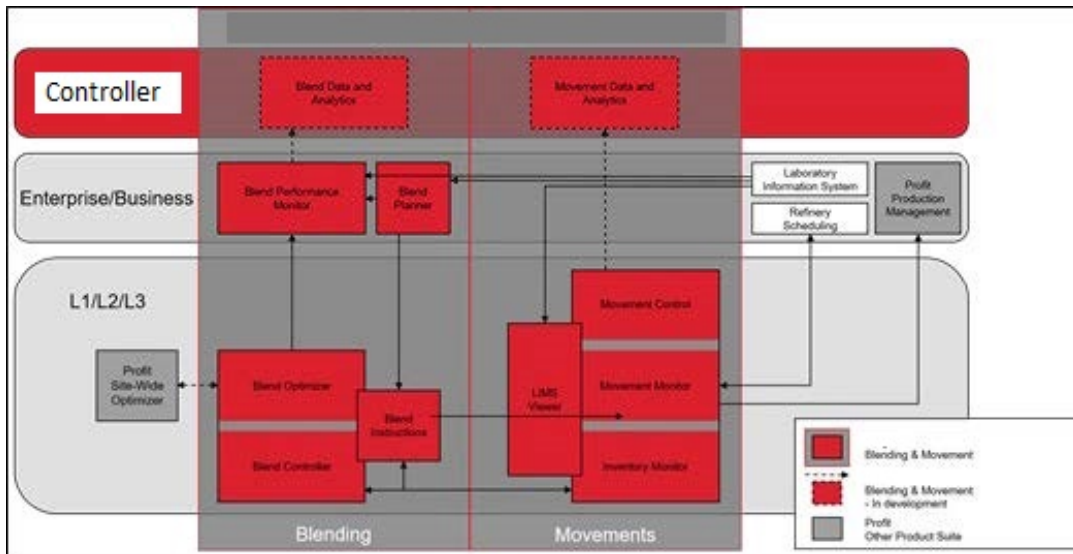 Controller
Blend Data and
Analytics
Movement Data and
Analytics
Enterprise/Business
Blend Performance
Monitor
Blend
Planner
Laboratory
Information System
Refinery
Scheduling
Profit
Production
Management
L1/L2/L3
Profit
Site-Wide
Optimizer
Blend Optimizer
Blend
Instructions
Blend Controller
LIMS
Viewer
Movement Control
Movement Monitor
Inventory Monitor
Blending
Movements
Blending & Movement
Blending & Movement
- In development
Profit
Other Product Suite